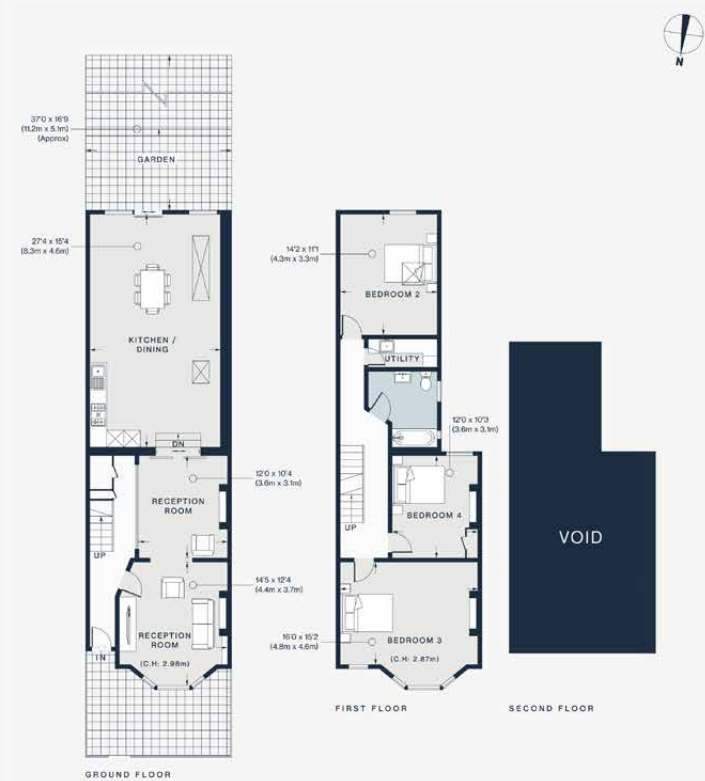 N
37'0 x 16'9
(11.2m x 5.1m)
(Approx)
GARDEN
27'4 x 15'4
(8.3m x 4.6m)
KITCHEN /
DINING
DN
12'0 x 10'4
(3.6m x 3.1m)
RECEPTION
ROOM
UP
14'5 x 12'4
(4.4m x 3.7m)
RECEPTION
ROOM
(C.H: 2.98m)
IN
GROUND FLOOR
14'2 x 11'1
(4.3m x 3.3m)
BEDROOM 2
UTILITY
12'0 x 10'3
(3.6m x 3.1m)
BEDROOM 4
UP
16'0 x 15'2
(4.8m x 4.6m)
BEDROOM 3
(C.H: 2.87m)
FIRST FLOOR
VOID
SECOND FLOOR